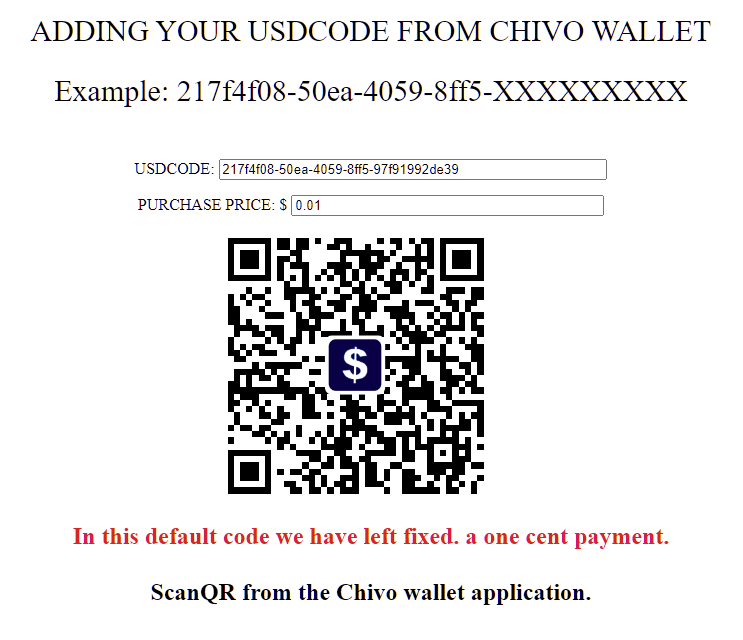 ADDING YOUR USDCODE FROM CHIVO WALLET
Example: 217f4f08-50ea-4059-8ff5-XXXXXXXXX
USDCODE: 217f4f08-50ea-4059-8ff5-97f91992de39
PURCHASE PRICE: $ 0.01
$
In this default code we have left fixed. a one cent payment.
ScanQR from the Chivo wallet application.